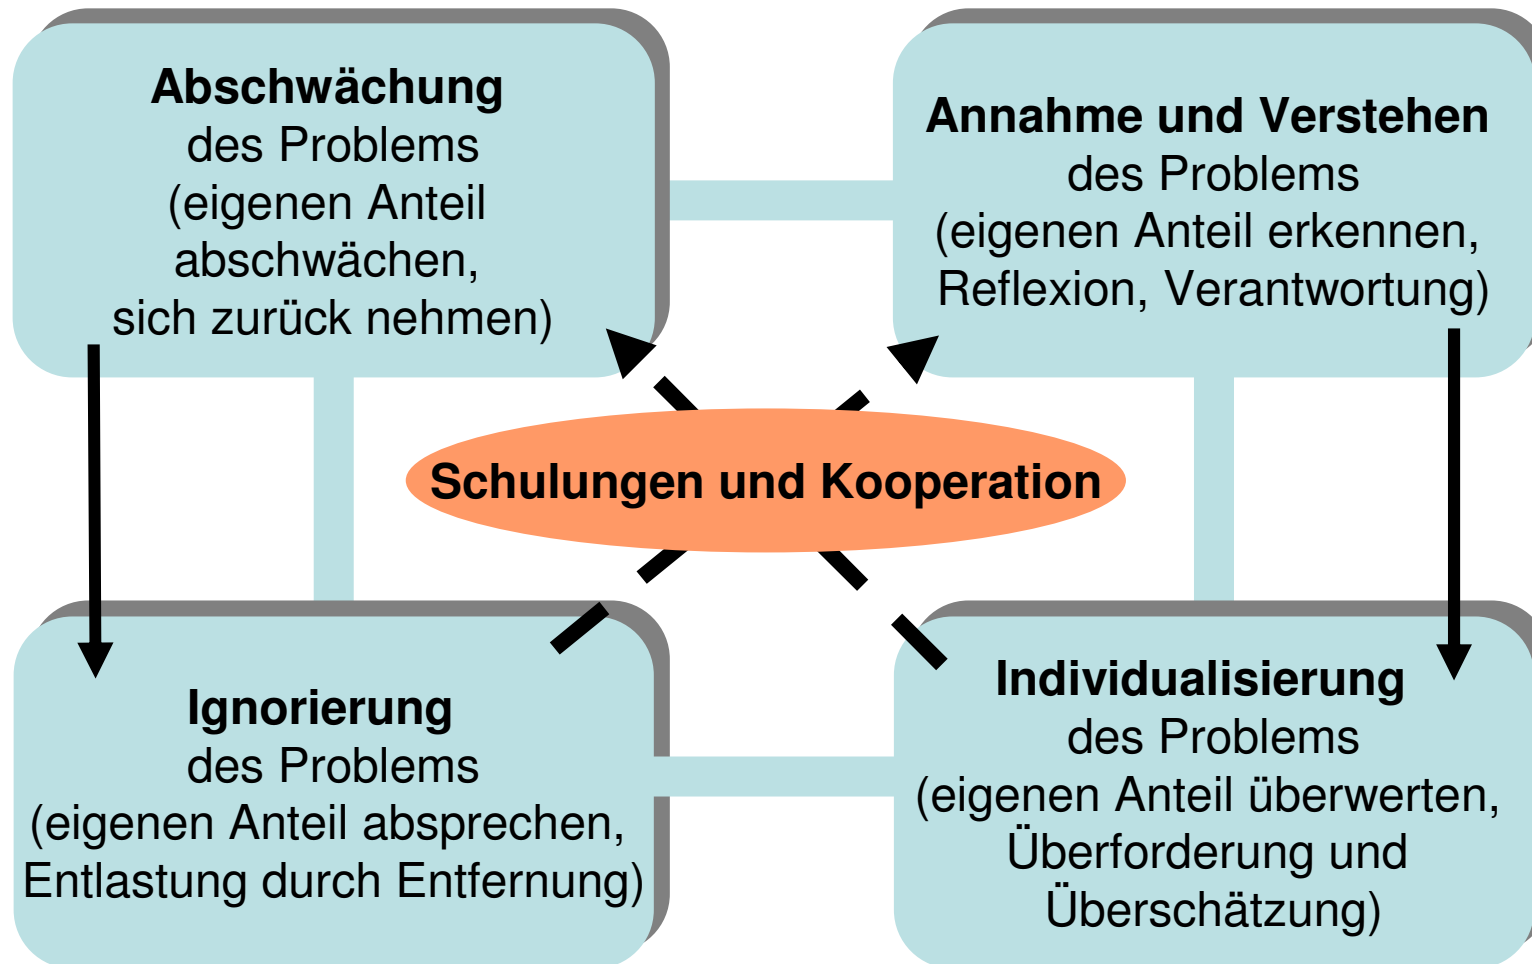 Abschwächung
des Problems
(eigenen Anteil
abschwächen,
sich zurück nehmen)
Annahme und Verstehen
des Problems
(eigenen Anteil erkennen,
Reflexion, Verantwortung)
Schulungen und Kooperation
Ignorierung
des Problems
(eigenen Anteil absprechen,
Entlastung durch Entfernung)
Individualisierung
des Problems
(eigenen Anteil überwerten,
Überforderung und
Überschätzung)